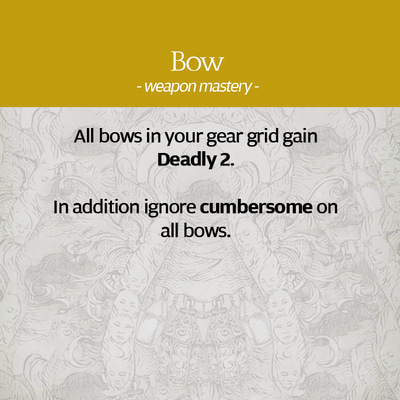 Bow
- weapon mastery -
All bows in your gear grid gain
Deadly 2.
In addition ignore cumbersome on
all bows.